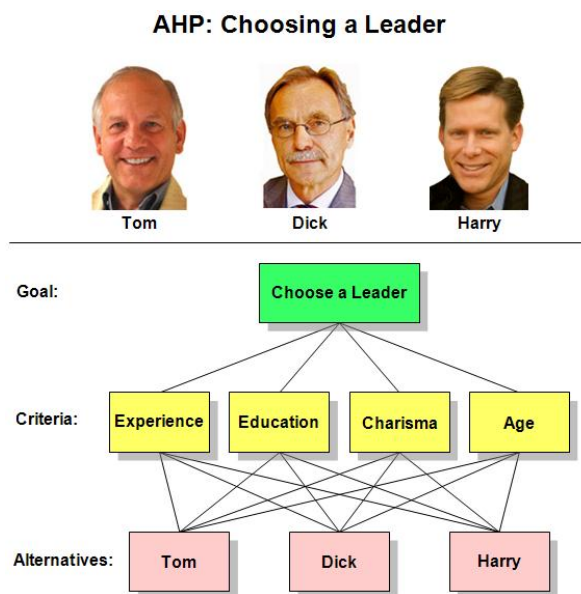 AHP: Choosing a Leader
Tom Dick Harry
Goal: Choose a Leader
Criteria: Experience Education Charisma Age
Alternatives: Tom Dick Harry